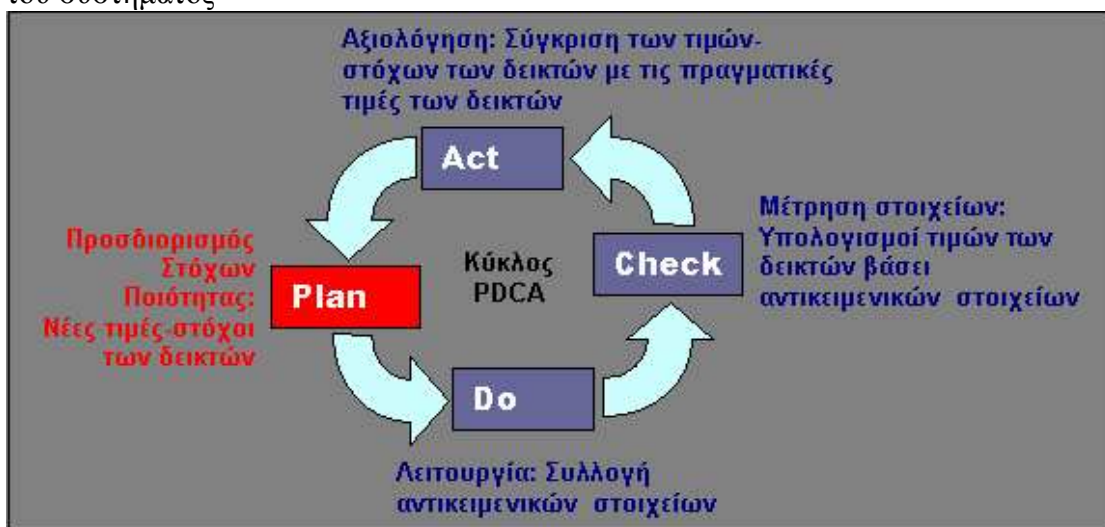 του συστήματος
Αξιολόγηση: Σύγκριση των τιμών-
στόχων των δεικτών με τις πραγματικές
τιμές των δεικτών
Act
Μέτρηση στοιχείων:
Υπολογισμοί τιμών των
δεικτών βάσει
αντικειμενικών στοιχείων
Check
Κύκλος
PDCA
Προσδιορισμός
Στόχων
Ποιότητας:
Νέες τιμές-στόχοι
των δεικτών
Plan
Do
Λειτουργία: Συλλογή
αντικειμενικών στοιχείων